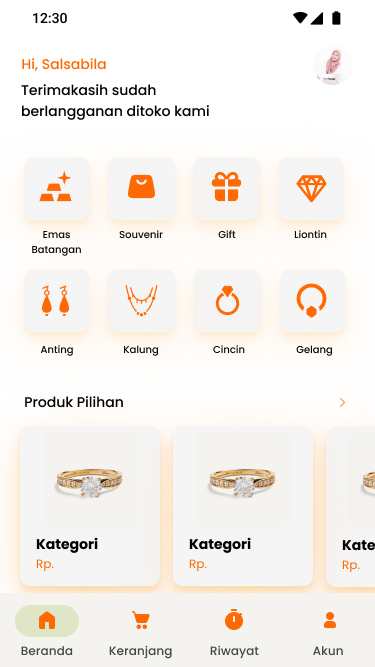 12:30
Hi, Salsabila
Terimakasih sudah
berlangganan ditoko kami
Emas
Batangan
Souvenir
Gift
Liontin
Anting
Kalung
Cincin
Gelang
Produk Pilihan
Kategori
Rp.
Kategori
Rp.
Kate
Rp.
Beranda
Keranjang
Riwayat
Akun